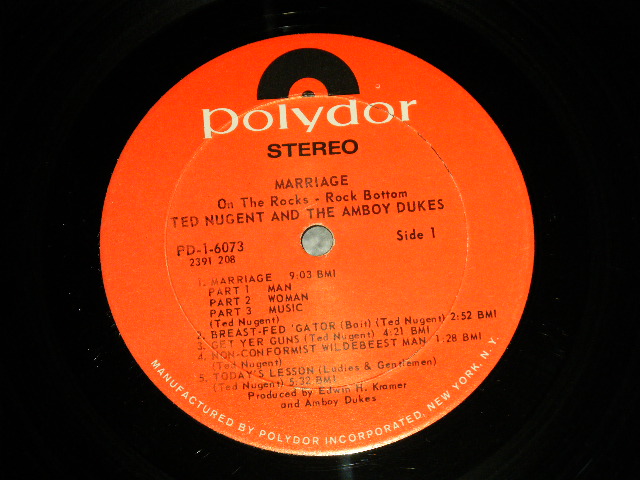 polydor
STEREO
MARRIAGE
On The Rocks - Rock Bottom
TED NUGENT AND THE AMBOY DUKES
PD-1-6073
2391 208
Side 1
1. MARRIAGE 9:03 BMI
PART 1 MAN
PART 2 WOMAN
PART 3 MUSIC
(Ted Nugent)
2. BREAST-FED 'GATOR (Bait) (Ted Nugent) 2:52 BMI
3. GET YER GUNS (Ted Nugent) 4:21 BMI
4. NON-CONFORMIST WILDEBEEST MAN 1:28 BMI
(Ted Nugent)
5. TODAY'S LESSON (Ladies & Gentlemen)
(Ted Nugent) 5:32 BMI
Produced by Edwin H. Kramer
and Amboy Dukes
MANUFACTURED BY POLYDOR INCORPORATED, NEW YORK, N.Y.